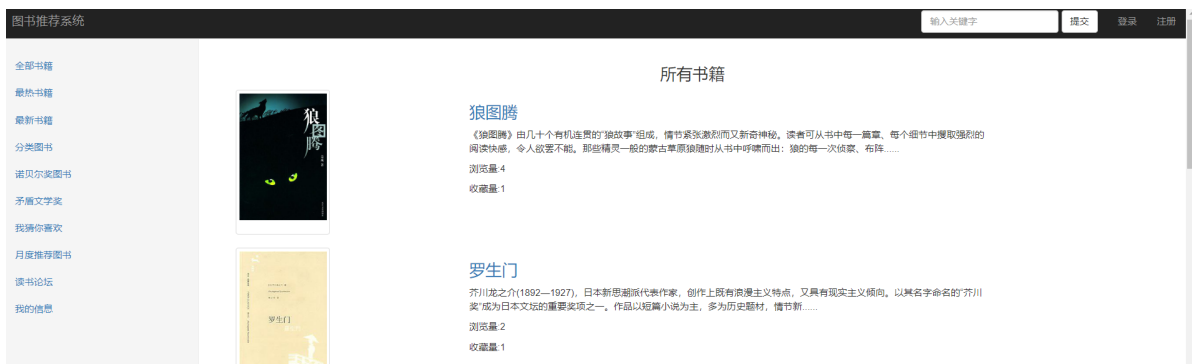 图书推荐系统
输入关键字
提交
登录
注册
全部书籍
最热书籍
最新书籍
分类图书
诺贝尔奖图书
矛盾文学奖
我猜你喜欢
月度推荐图书
读书论坛
我的信息
所有书籍
狼图腾
狼图腾
《狼图腾》由几十个有机连贯的"狼故事"组成，情节紧张激烈而又新奇神秘。读者可从书中每一篇章、每个细节中攫取强烈的
阅读快感，令人欲罢不能。那些精灵一般的蒙古草原狼随时从书中呼啸而出：狼的每一次侦察、布阵......
浏览量:4
收藏量:1
罗生门
罗生门
芥川龙之介(1892—1927)，日本新思潮派代表作家，创作上既有浪漫主义特点，又具有现实主义倾向。以其名字命名的"芥川
奖"成为日本文坛的重要奖项之一。作品以短篇小说为主，多为历史题材，情节新......
浏览量:2
收藏量:1